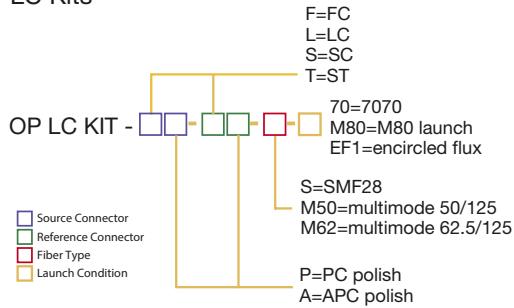 LC Kits
F=FC
L=LC
S=SC
T=ST
OP LC KIT -
70=7070
M80=M80 launch
EF1=encircled flux
S=SMF28
M50=multimode 50/125
M62=multimode 62.5/125
Source Connector
Reference Connector
Fiber Type
Launch Condition
P=PC polish
A=APC polish